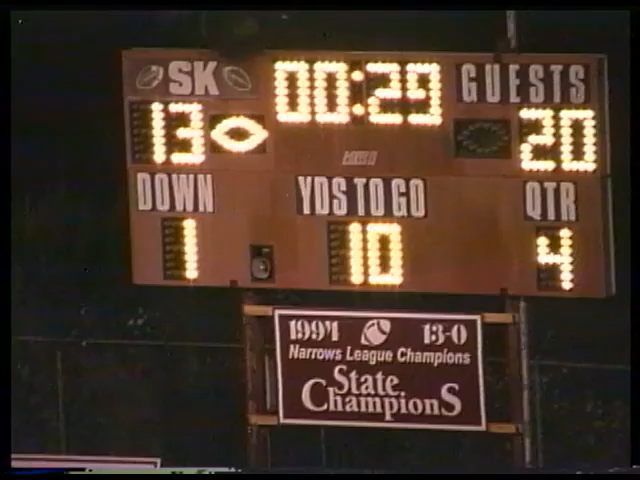 SK 00:29 GUESTS
13 20
DOWN YDS TO GO QTR
1 10 4
1994 13-0
Narrows League Champions
State
ChampionS